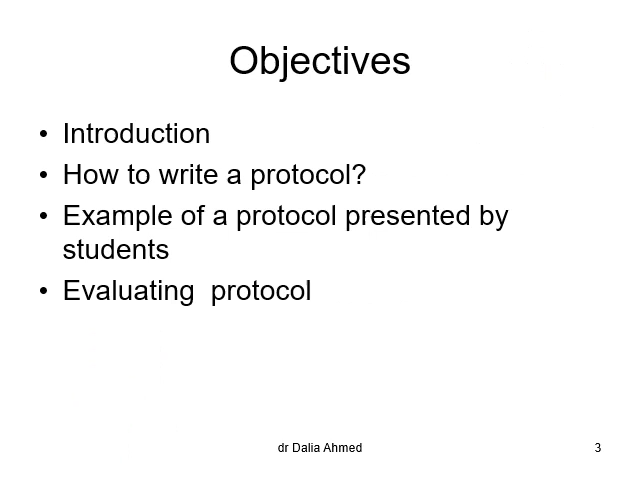 Objectives
• Introduction
• How to write a protocol?
• Example of a protocol presented by
students
• Evaluating  protocol
dr Dalia Ahmed
3